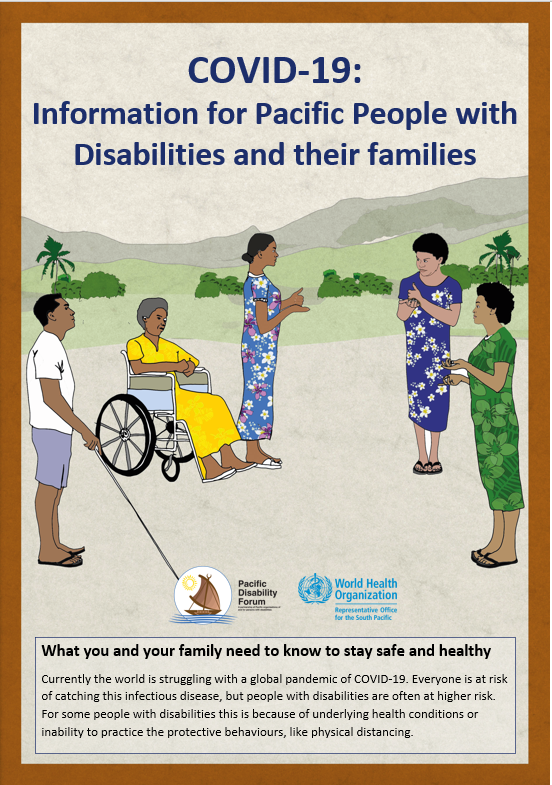 COVID-19:
Information for Pacific People with
Disabilities and their families
Pacific
Disability
Forum
World Health
Organization
Representative Office
for the South Pacific
What you and your family need to know to stay safe and healthy
Currently the world is struggling with a global pandemic of COVID-19. Everyone is at risk
of catching this infectious disease, but people with disabilities are often at higher risk.
For some people with disabilities this is because of underlying health conditions or
inability to practice the protective behaviours, like physical distancing.